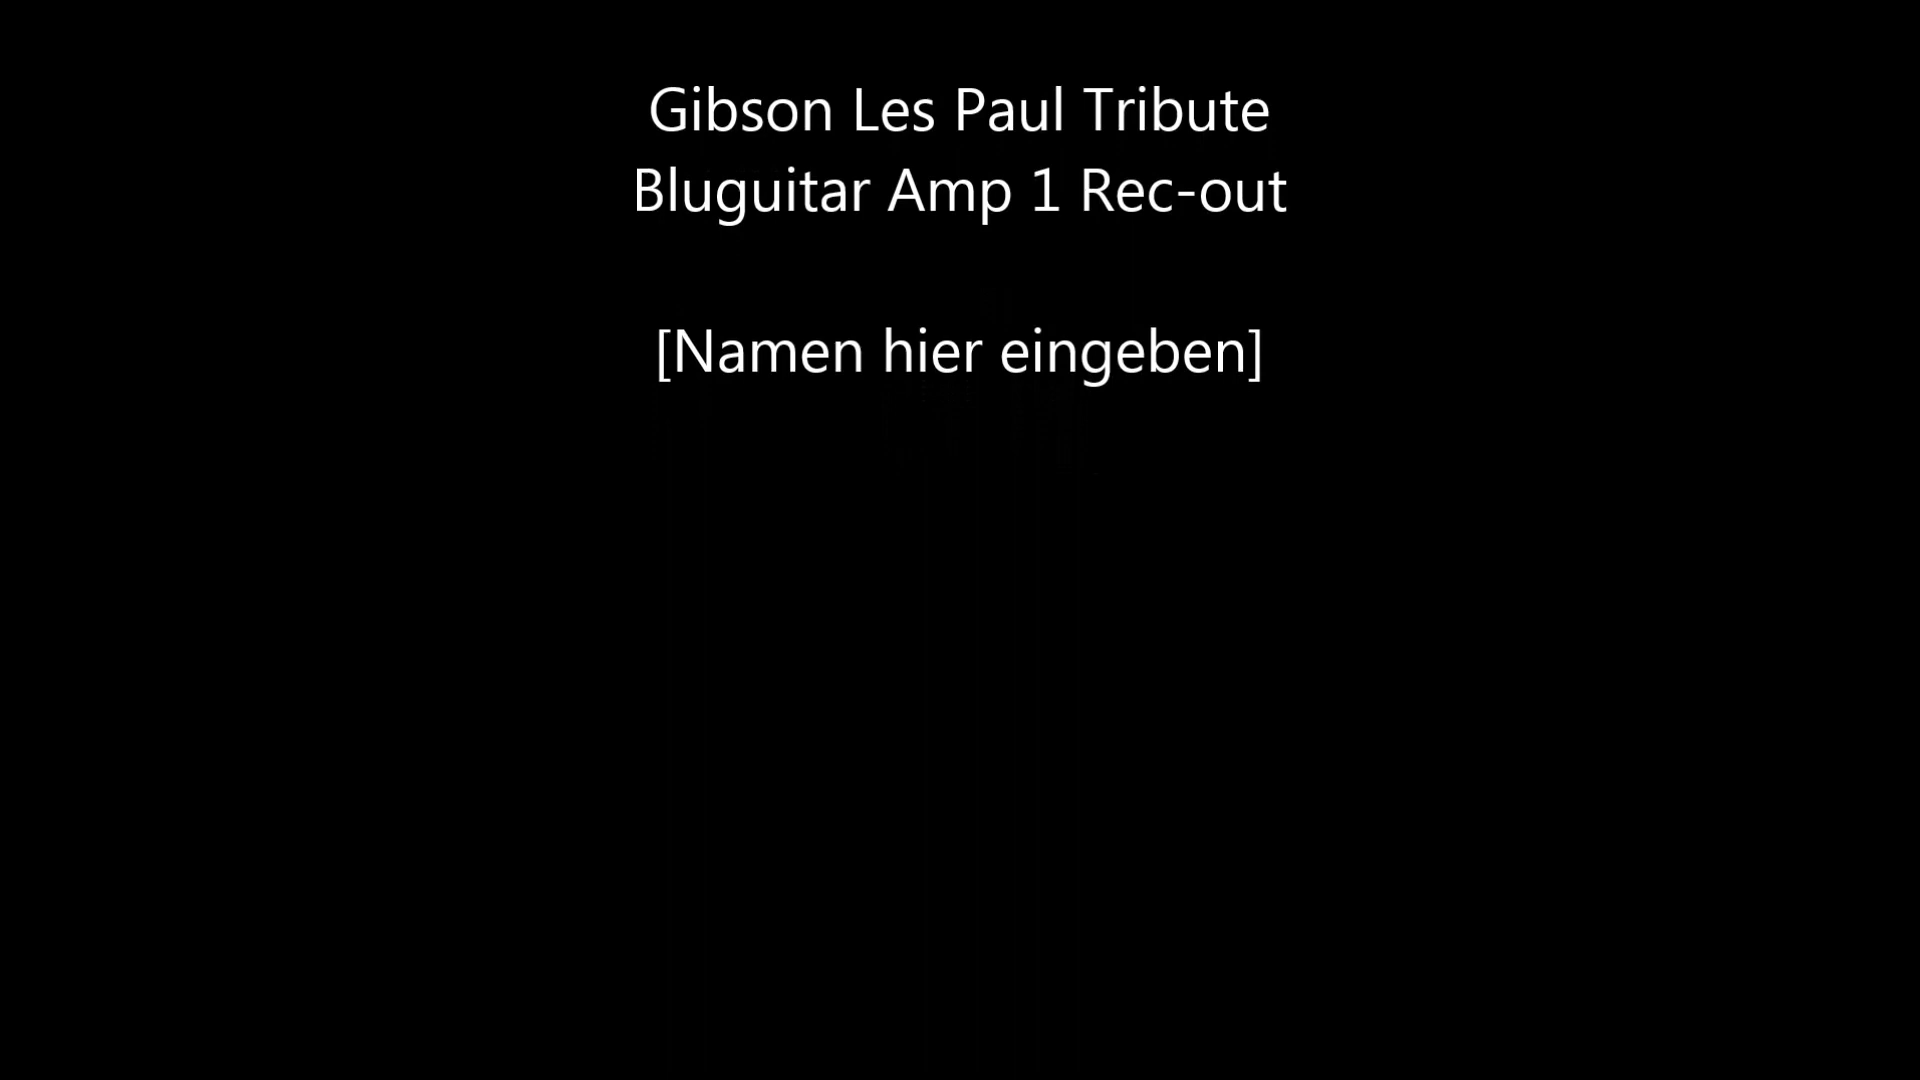 Gibson Les Paul Tribute
Bluguitar Amp 1 Rec-out
[Namen hier eingeben]